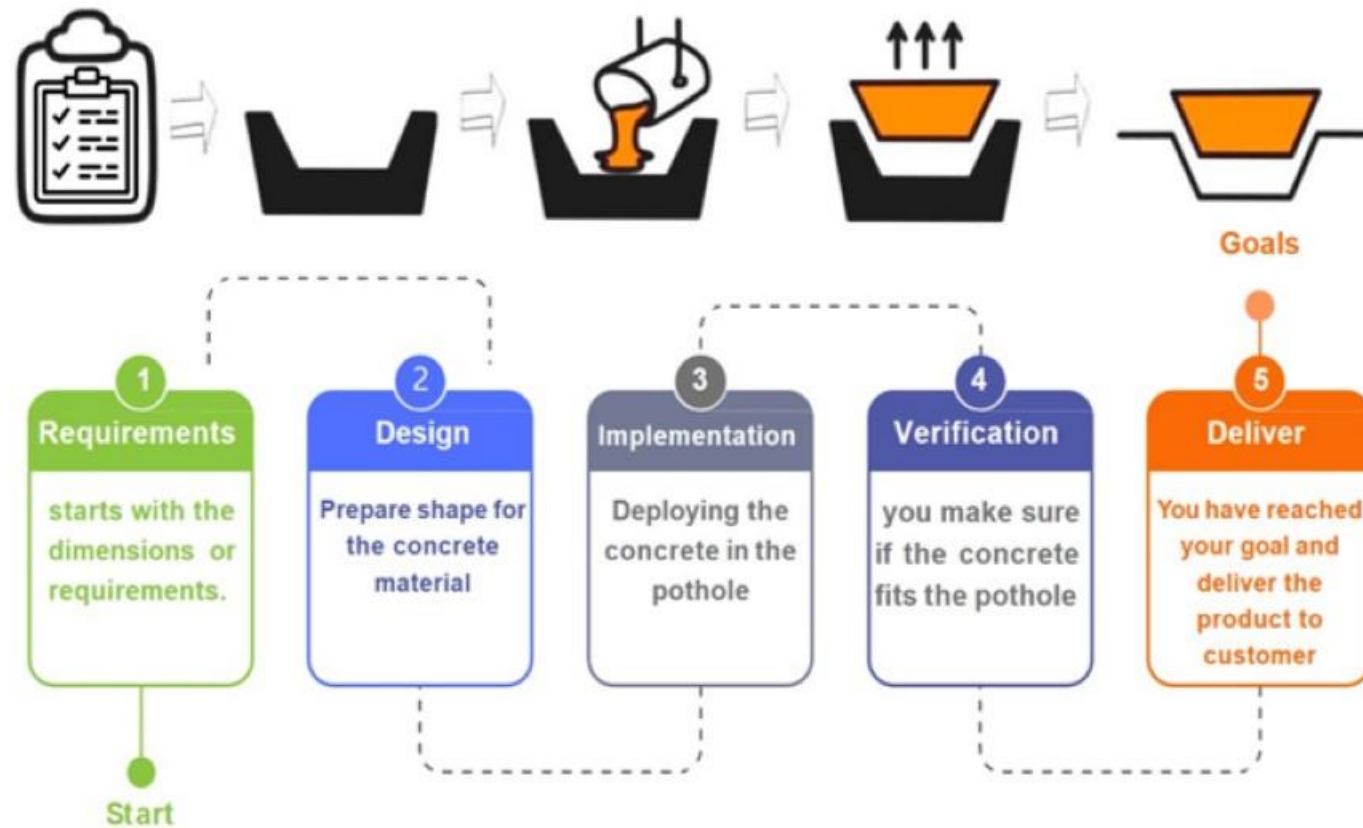 Goals
1
Requirements
starts with the
dimensions or
requirements.
Start
2
Design
Prepare shape for
the concrete
material
3
Implementation
Deploying the
concrete in the
pothole
4
Verification
you make sure
if the concrete
fits the pothole
5
Deliver
You have reached
your goal and
deliver the
product to
customer